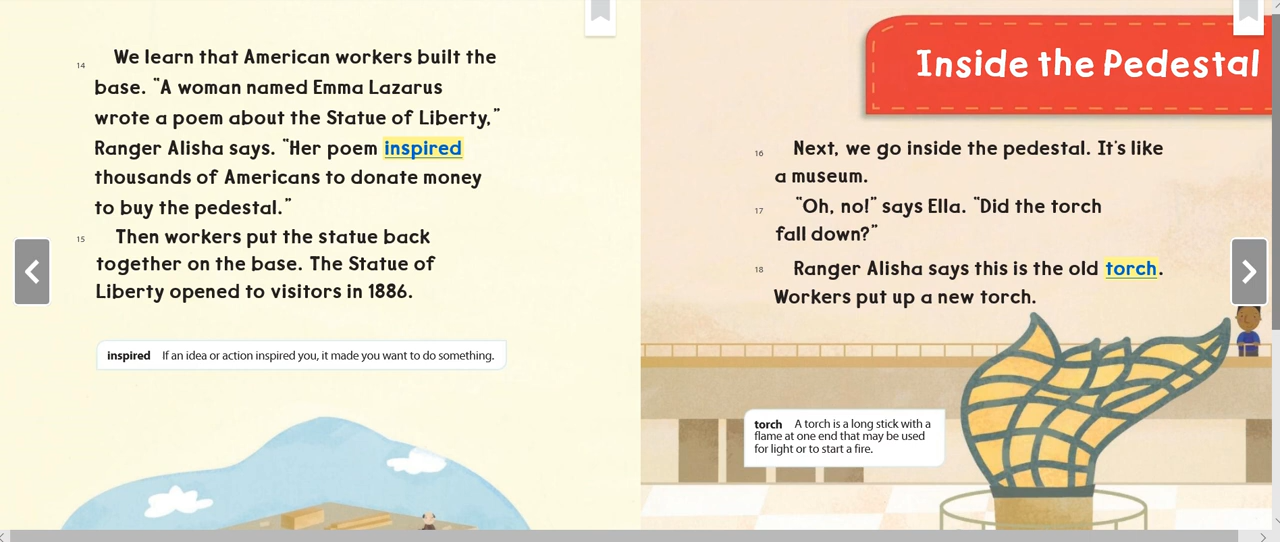 14 We learn that American workers built the
base. "A woman named Emma Lazarus
wrote a poem about the Statue of Liberty,"
Ranger Alisha says. "Her poem inspired
thousands of Americans to donate money
to buy the pedestal."
15 Then workers put the statue back
together on the base. The Statue of
Liberty opened to visitors in 1886.
inspired If an idea or action inspired you, it made you want to do something.
Inside the Pedestal
16 Next, we go inside the pedestal. It's like
a museum.
17 "Oh, no!" says Ella. "Did the torch
fall down?"
18 Ranger Alisha says this is the old torch.
Workers put up a new torch.
torch A torch is a long stick with a
flame at one end that may be used
for light or to start a fire.